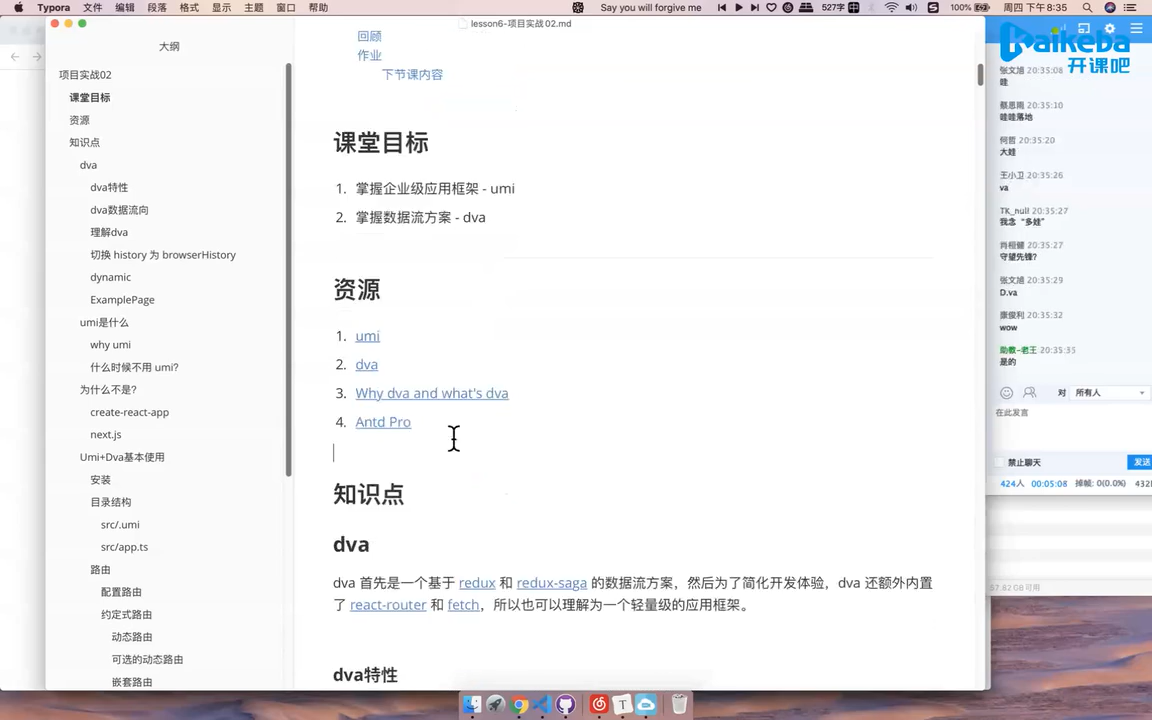 Typora 文件 编辑 段落 格式 显示 主题 窗口 帮助
Say you will forgive me
527字
100%
周四 下午 8:35
lesson6-项目实战02.md
大纲
项目实战02
课堂目标
资源
知识点
dva
dva特性
dva数据流向
理解dva
切换 history 为 browserHistory
dynamic
ExamplePage
umi是什么
why umi
什么时候不用 umi?
为什么不是?
create-react-app
next.js
Umi+Dva基本使用
安装
目录结构
src/.umi
src/app.ts
路由
配置路由
约定式路由
动态路由
可选的动态路由
嵌套路由
回顾
作业
下节课内容
课堂目标
1. 掌握企业级应用框架 - umi
2. 掌握数据流方案 - dva
资源
1. umi
2. dva
3. Why dva and what's dva
4. Antd Pro
知识点
dva
dva 首先是一个基于 redux 和 redux-saga 的数据流方案，然后为了简化开发体验，dva 还额外内置
了 react-router 和 fetch，所以也可以理解为一个轻量级的应用框架。
dva特性
kaikeba
开课吧
张文旭 20:35:08
哇
蔡思雨 20:35:10
哇哇落地
何哲 20:35:20
大娃
王小卫 20:35:26
va
TK_null 20:35:27
我念 “多娃”
肖桓健 20:35:27
守望先锋？
张文旭 20:35:29
D.va
康俊利 20:35:32
wow
助教-老王 20:35:35
是的
对 所有人
在此发言
禁止聊天
发送
424人 00:05:08 掉帧: 0(0.0%) 432
57.82 GB 可用